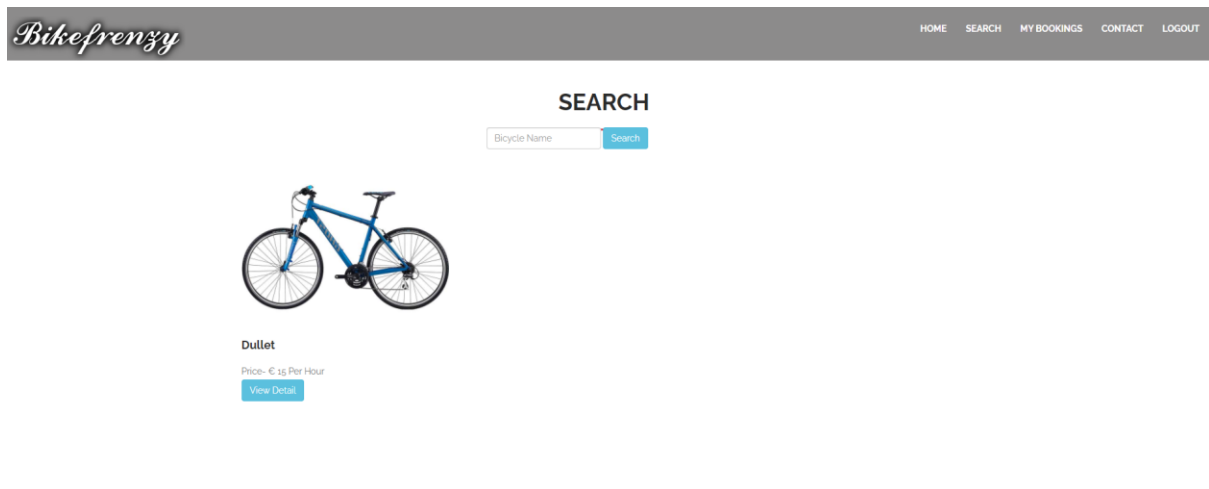 Bikefrenzy
HOME SEARCH MY BOOKINGS CONTACT LOGOUT
SEARCH
Bicycle Name * Search
Dullet
Price- € 15 Per Hour
View Detail